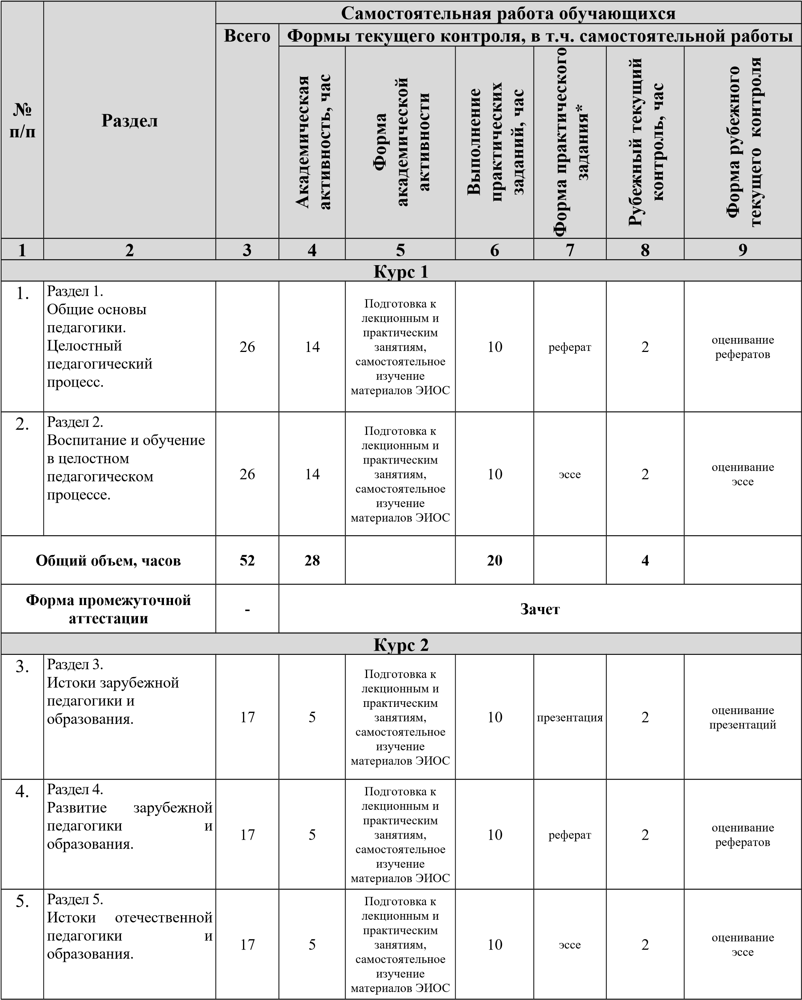 №
п/п
Раздел
Самостоятельная работа обучающихся
Всего
Формы текущего контроля, в т.ч. самостоятельной работы
Академическая
активность, час
Форма
академической
активности
Выполнение
практических
заданий, час
Форма практического
задания*
Рубежный текущий
контроль, час
Форма рубежного
текущего контроля
1 2 3 4 5 6 7 8 9
Курс 1
1.
Раздел 1.
Общие основы
педагогики.
Целостный
педагогический
процесс.
26
14
Подготовка к
лекционным и
практическим
занятиям,
самостоятельное
изучение
материалов ЭИОС
10
реферат
2
оценивание
рефератов
2.
Раздел 2.
Воспитание и обучение
в целостном
педагогическом
процессе.
26
14
Подготовка к
лекционным и
практическим
занятиям,
самостоятельное
изучение
материалов ЭИОС
10
эссе
2
оценивание
эссе
Общий объем, часов 52 28 20 4
Форма промежуточной
аттестации
-
Зачет
Курс 2
3.
Раздел 3.
Истоки зарубежной
педагогики и
образования.
17
5
Подготовка к
лекционным и
практическим
занятиям,
самостоятельное
изучение
материалов ЭИОС
10
презентация
2
оценивание
презентаций
4.
Раздел 4.
Развитие зарубежной
педагогики и
образования.
17
5
Подготовка к
лекционным и
практическим
занятиям,
самостоятельное
изучение
материалов ЭИОС
10
реферат
2
оценивание
рефератов
5.
Раздел 5.
Истоки отечественной
педагогики и
образования.
17
5
Подготовка к
лекционным и
практическим
занятиям,
самостоятельное
изучение
материалов ЭИОС
10
эссе
2
оценивание
эссе